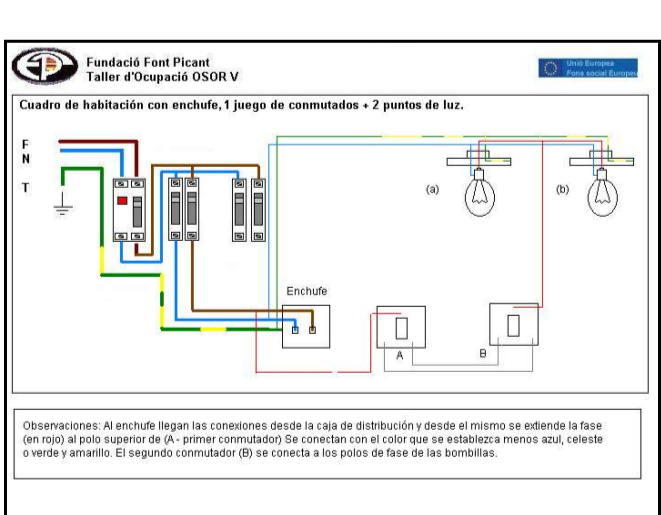 Fundació Font Picant
Taller d'Ocupació OSOR V
Unió Europea
Fons social Europeu
Cuadro de habitación con enchufe, 1 juego de conmutados + 2 puntos de luz.
F
N
T
(a)
(b)
Enchufe
A
B
Observaciones: Al enchufe llegan las conexiones desde la caja de distribución y desde el mismo se extiende la fase
(en rojo) al polo superior de (A - primer conmutador) Se conectan con el color que se establezca menos azul, celeste
o verde y amarillo. El segundo conmutador (B) se conecta a los polos de fase de las bombillas.